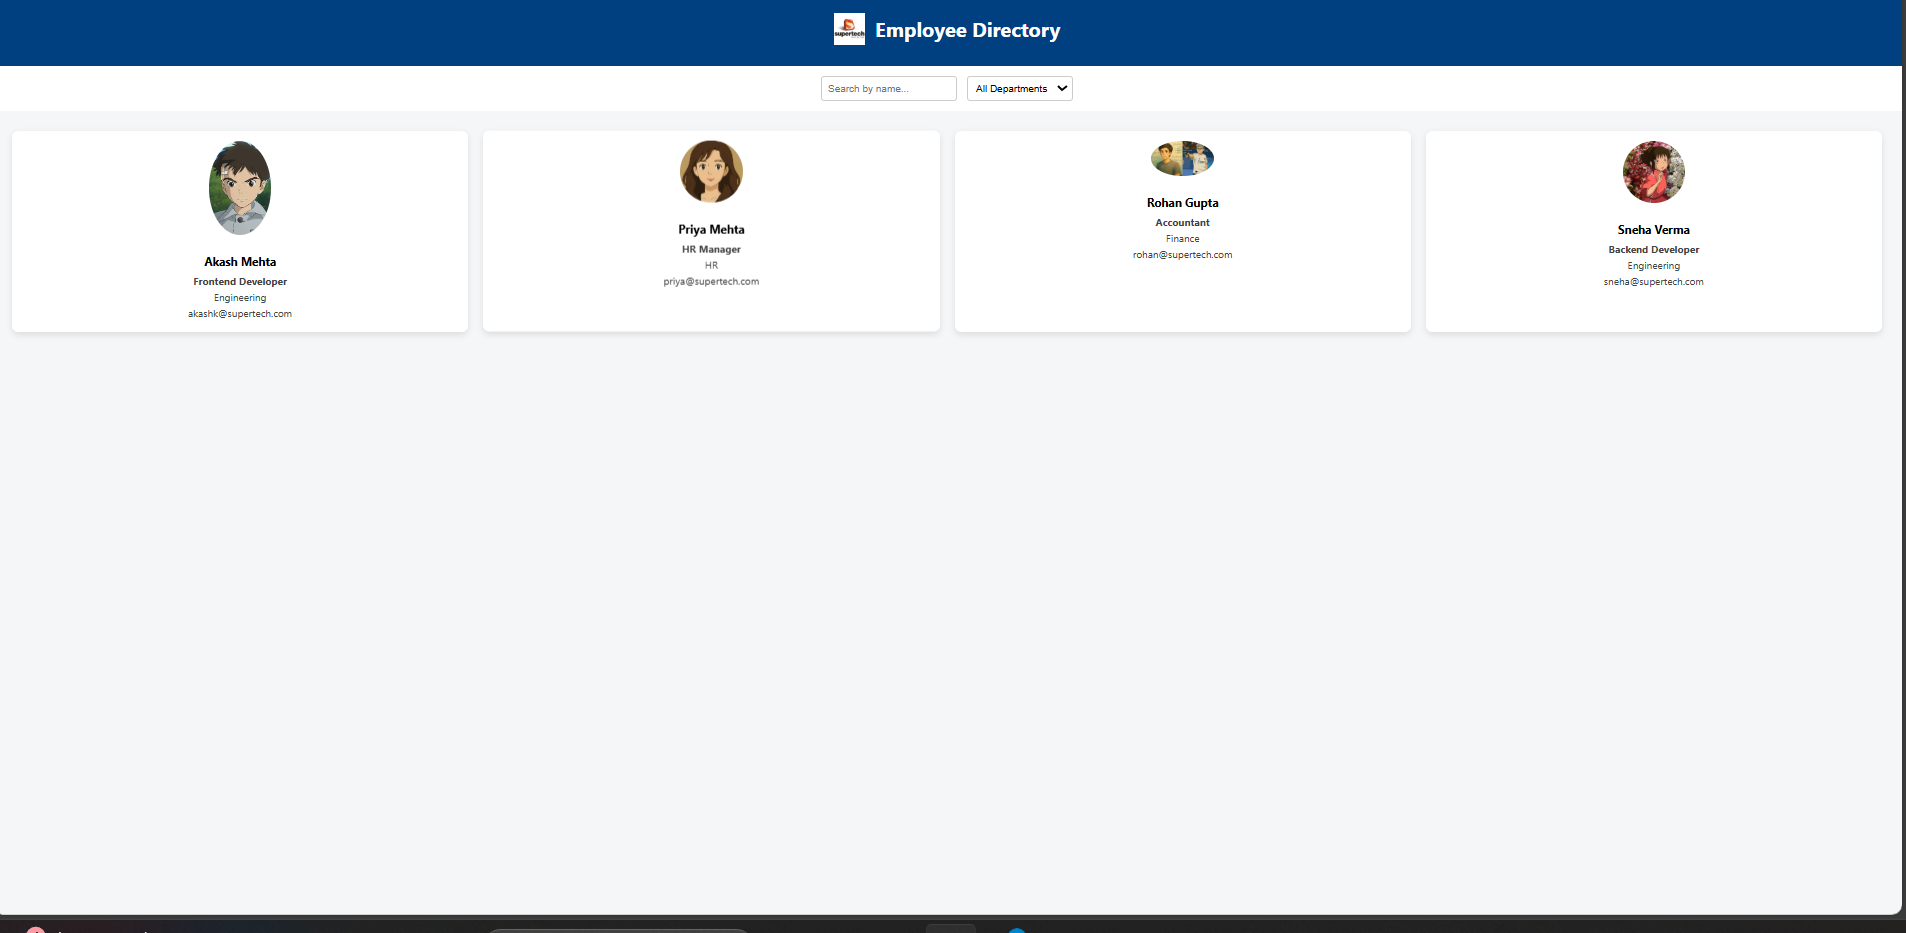 supertech
Employee Directory
Search by name...
All Departments
Akash Mehta
Frontend Developer
Engineering
akashk@supertech.com
Priya Mehta
HR Manager
HR
priya@supertech.com
Rohan Gupta
Accountant
Finance
rohan@supertech.com
Sneha Verma
Backend Developer
Engineering
sneha@supertech.com